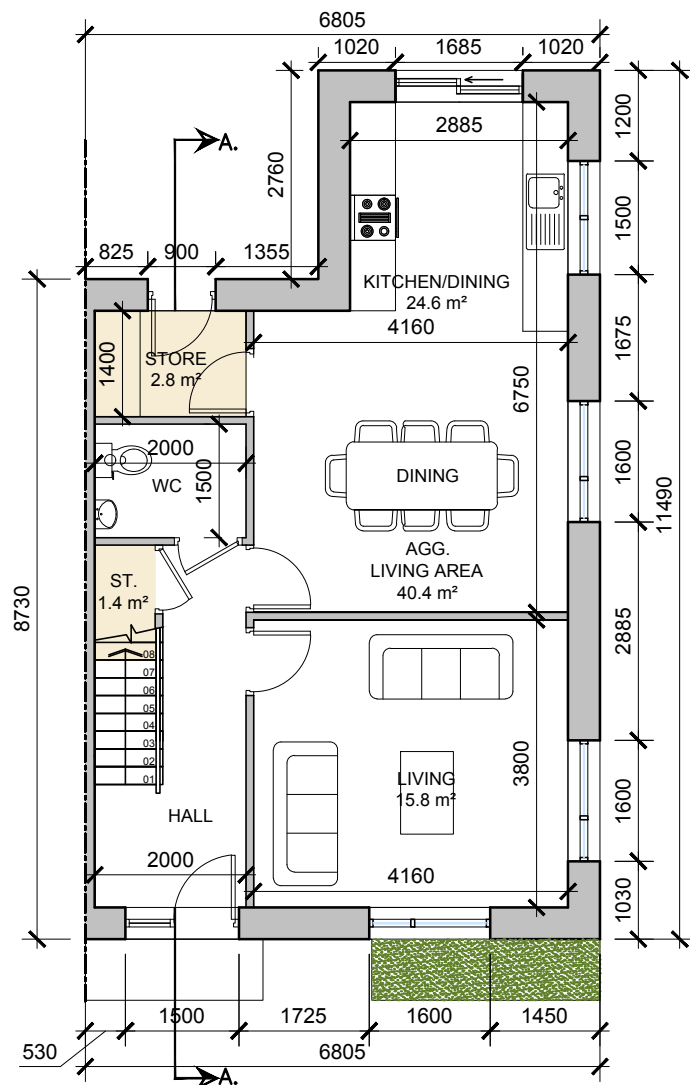 6805
1020
1685
1020
A.
2885
2760
1200
1500
825
900
1355
KITCHEN/DINING
24.6 m²
4160
1675
STORE
2.8 m²
1400
6750
2000
WC
1500
DINING
1600
11490
AGG.
LIVING AREA
40.4 m²
ST.
1.4 m²
8730
2885
08
07
06
05
04
03
02
01
LIVING
15.8 m²
3800
HALL
1600
2000
4160
1030
1500
1725
1600
1450
530
6805
A.